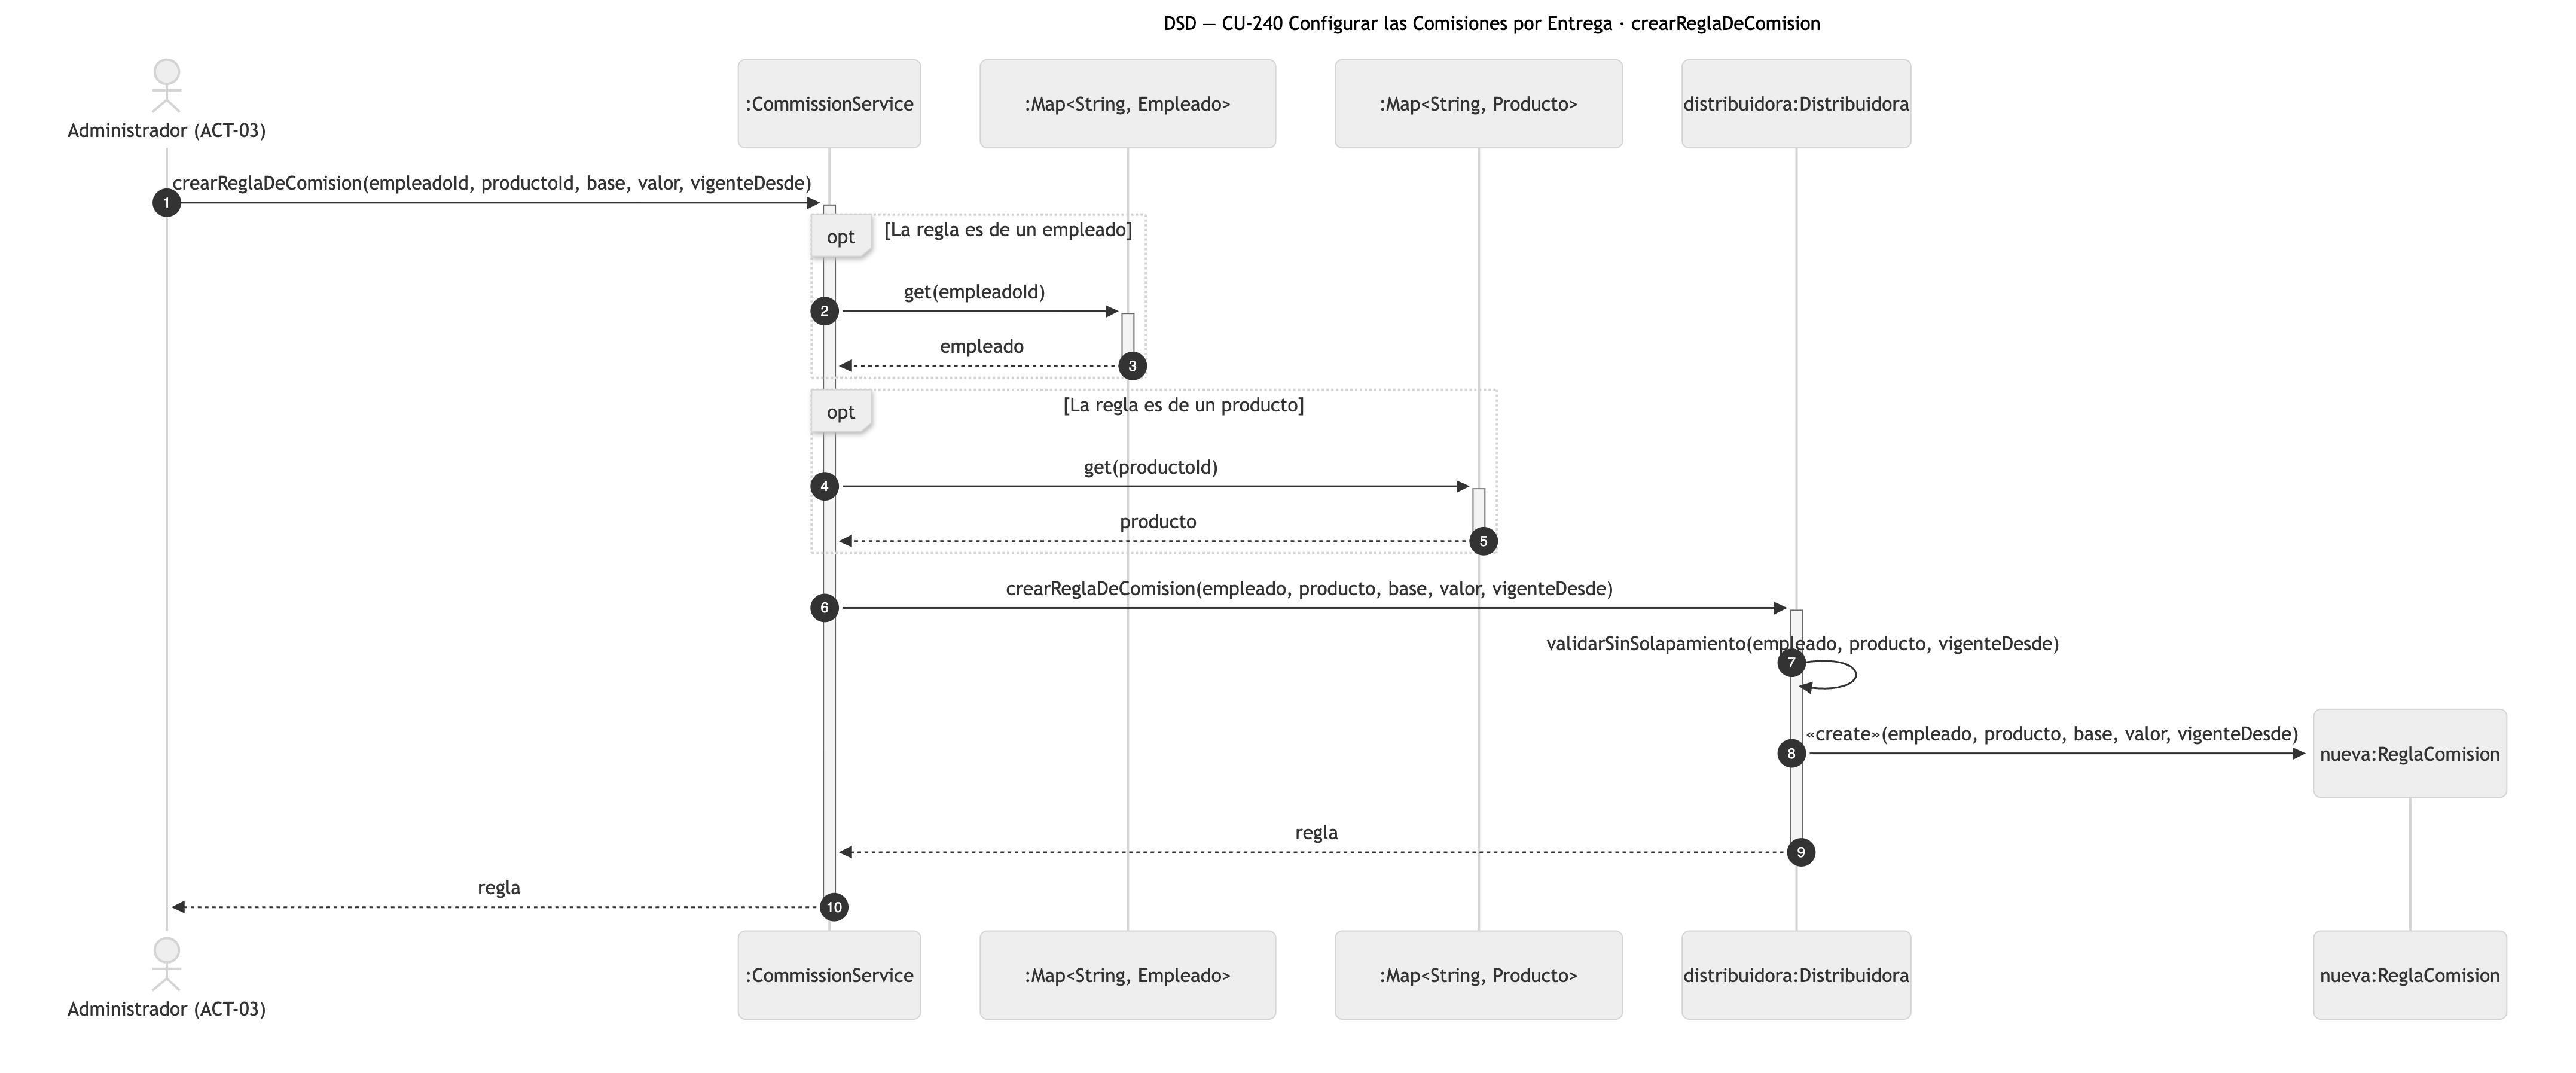 DSD — CU-240 Configurar las Comisiones por Entrega · crearReglaDeComision
Administrador (ACT-03)
:CommissionService
:Map<String, Empleado>
:Map<String, Producto>
distribuidora:Distribuidora
crearReglaDeComision(empleadoId, productoId, base, valor, vigenteDesde)
1
opt
[La regla es de un empleado]
get(empleadoId)
2
empleado
3
opt
[La regla es de un producto]
get(productoId)
4
producto
5
crearReglaDeComision(empleado, producto, base, valor, vigenteDesde)
6
validarSinSolapamiento(empleado, producto, vigenteDesde)
7
«create»(empleado, producto, base, valor, vigenteDesde)
8
nueva:ReglaComision
regla
9
regla
10
Administrador (ACT-03)
:CommissionService
:Map<String, Empleado>
:Map<String, Producto>
distribuidora:Distribuidora
nueva:ReglaComision